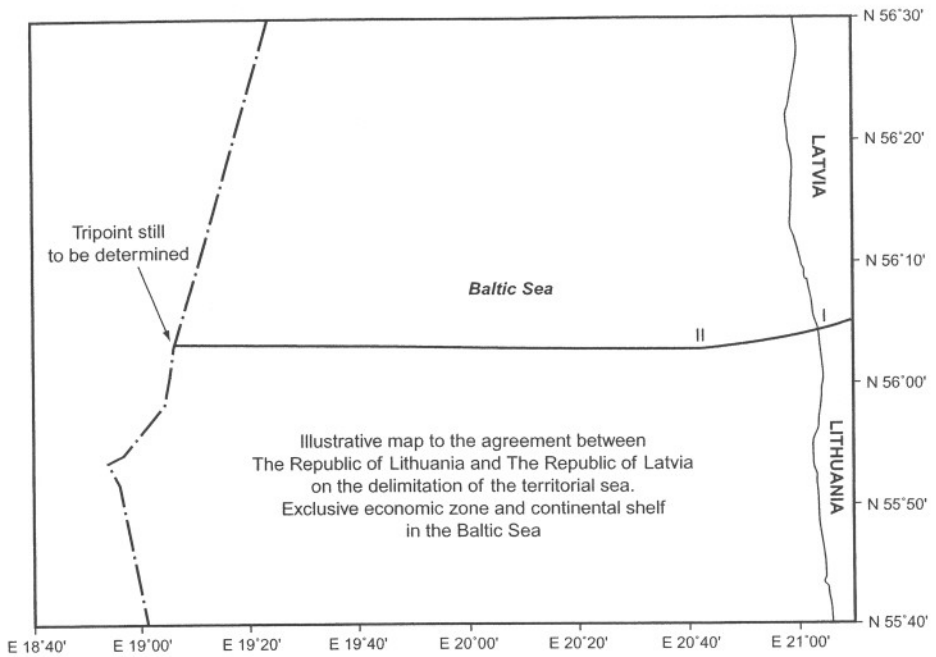 N 56°30'
N 56°20'
LATVIA
Tripoint still
to be determined
N 56°10'
Baltic Sea
I
II
N 56°00'
Illustrative map to the agreement between
The Republic of Lithuania and The Republic of Latvia
on the delimitation of the territorial sea.
Exclusive economic zone and continental shelf
in the Baltic Sea
LITHUANIA
N 55°50'
N 55°40'
E 18°40' E 19°00' E 19°20' E 19°40' E 20°00' E 20°20' E 20°40' E 21°00'